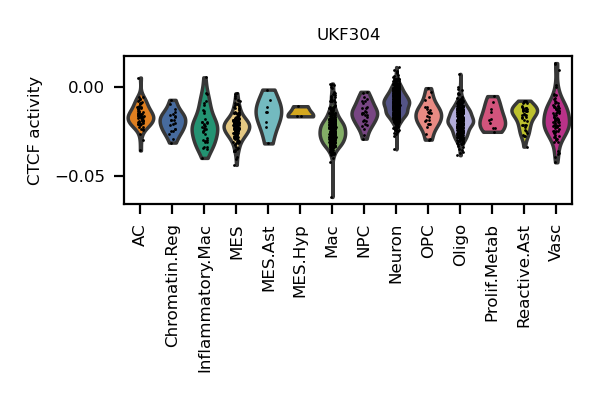 UKF304
CTCF activity
0.00
−0.05
AC
Chromatin.Reg
Inflammatory.Mac
MES
MES.Ast
MES.Hyp
Mac
NPC
Neuron
OPC
Oligo
Prolif.Metab
Reactive.Ast
Vasc